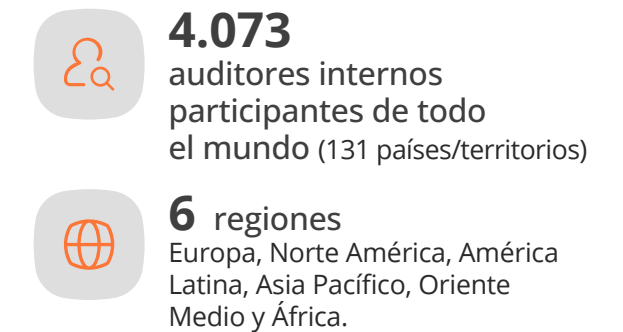 4.073
auditores internos
participantes de todo
el mundo (131 países/territorios)
6 regiones
Europa, Norte América, América
Latina, Asia Pacífico, Oriente
Medio y África.